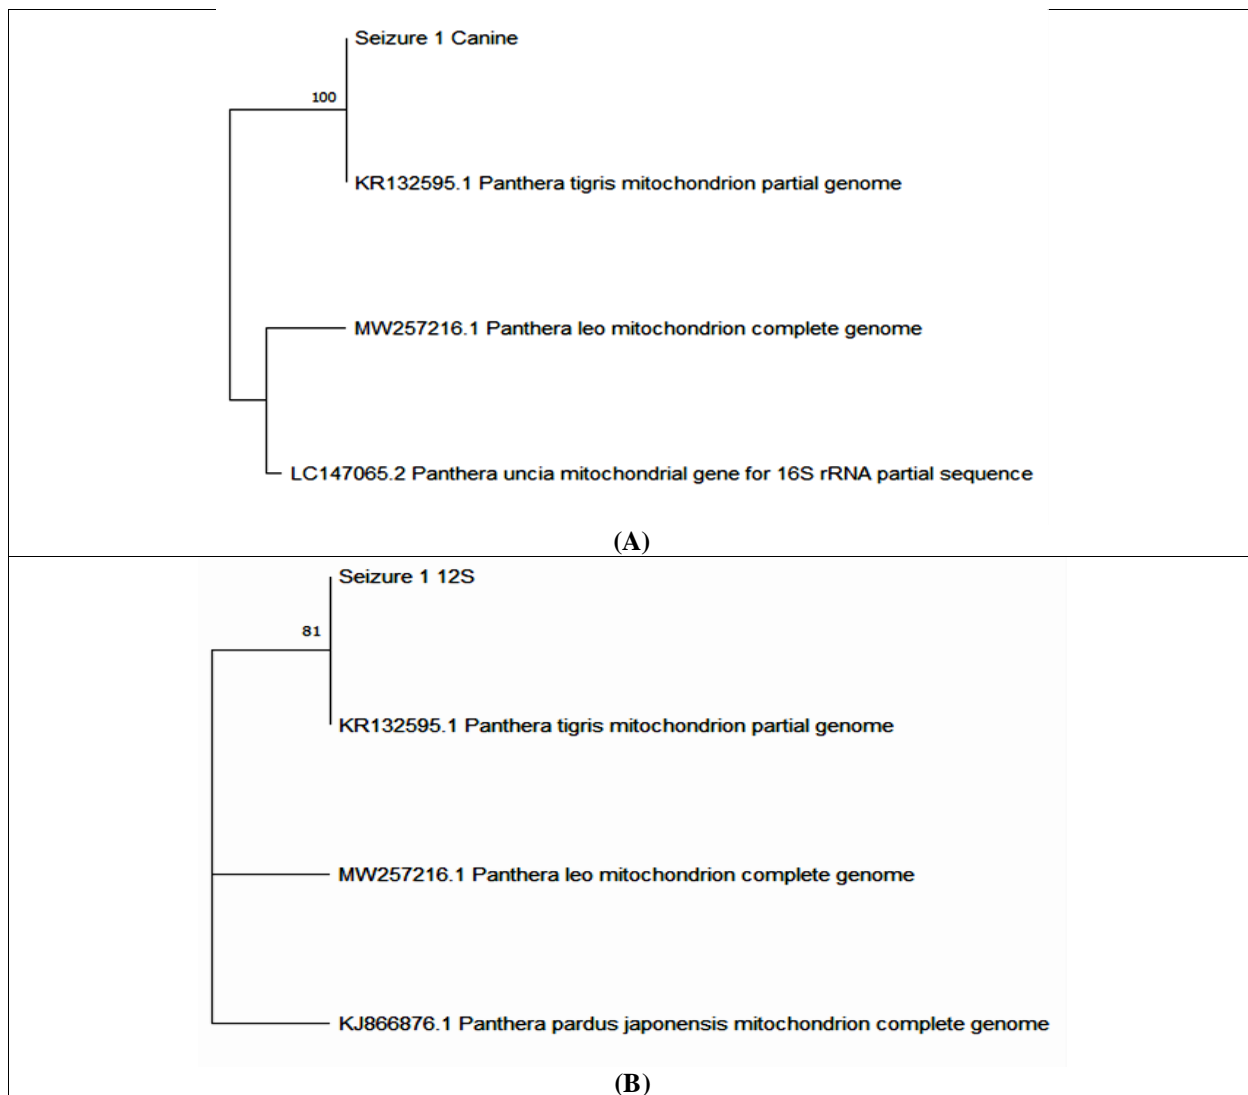 Seizure 1 Canine
100
KR132595.1 Panthera tigris mitochondrion partial genome
MW257216.1 Panthera leo mitochondrion complete genome
LC147065.2 Panthera uncia mitochondrial gene for 16S rRNA partial sequence
(A)
Seizure 1 12S
81
KR132595.1 Panthera tigris mitochondrion partial genome
MW257216.1 Panthera leo mitochondrion complete genome
KJ866876.1 Panthera pardus japonensis mitochondrion complete genome
(B)